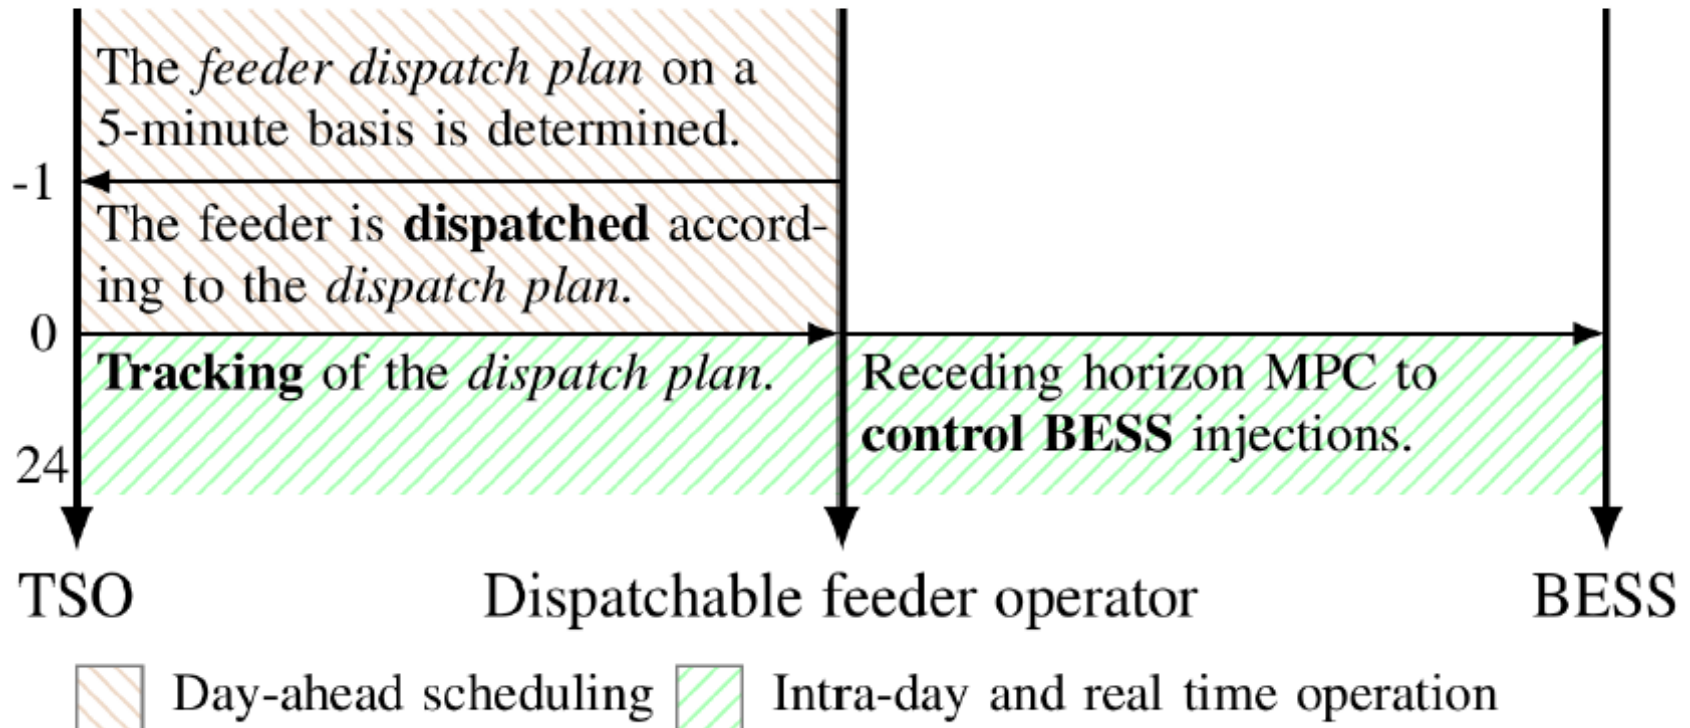 The feeder dispatch plan on a
5-minute basis is determined.
-1
The feeder is dispatched accord-
ing to the dispatch plan.
0
Tracking of the dispatch plan.
Receding horizon MPC to
control BESS injections.
24
TSO
Dispatchable feeder operator
BESS
Day-ahead scheduling
Intra-day and real time operation